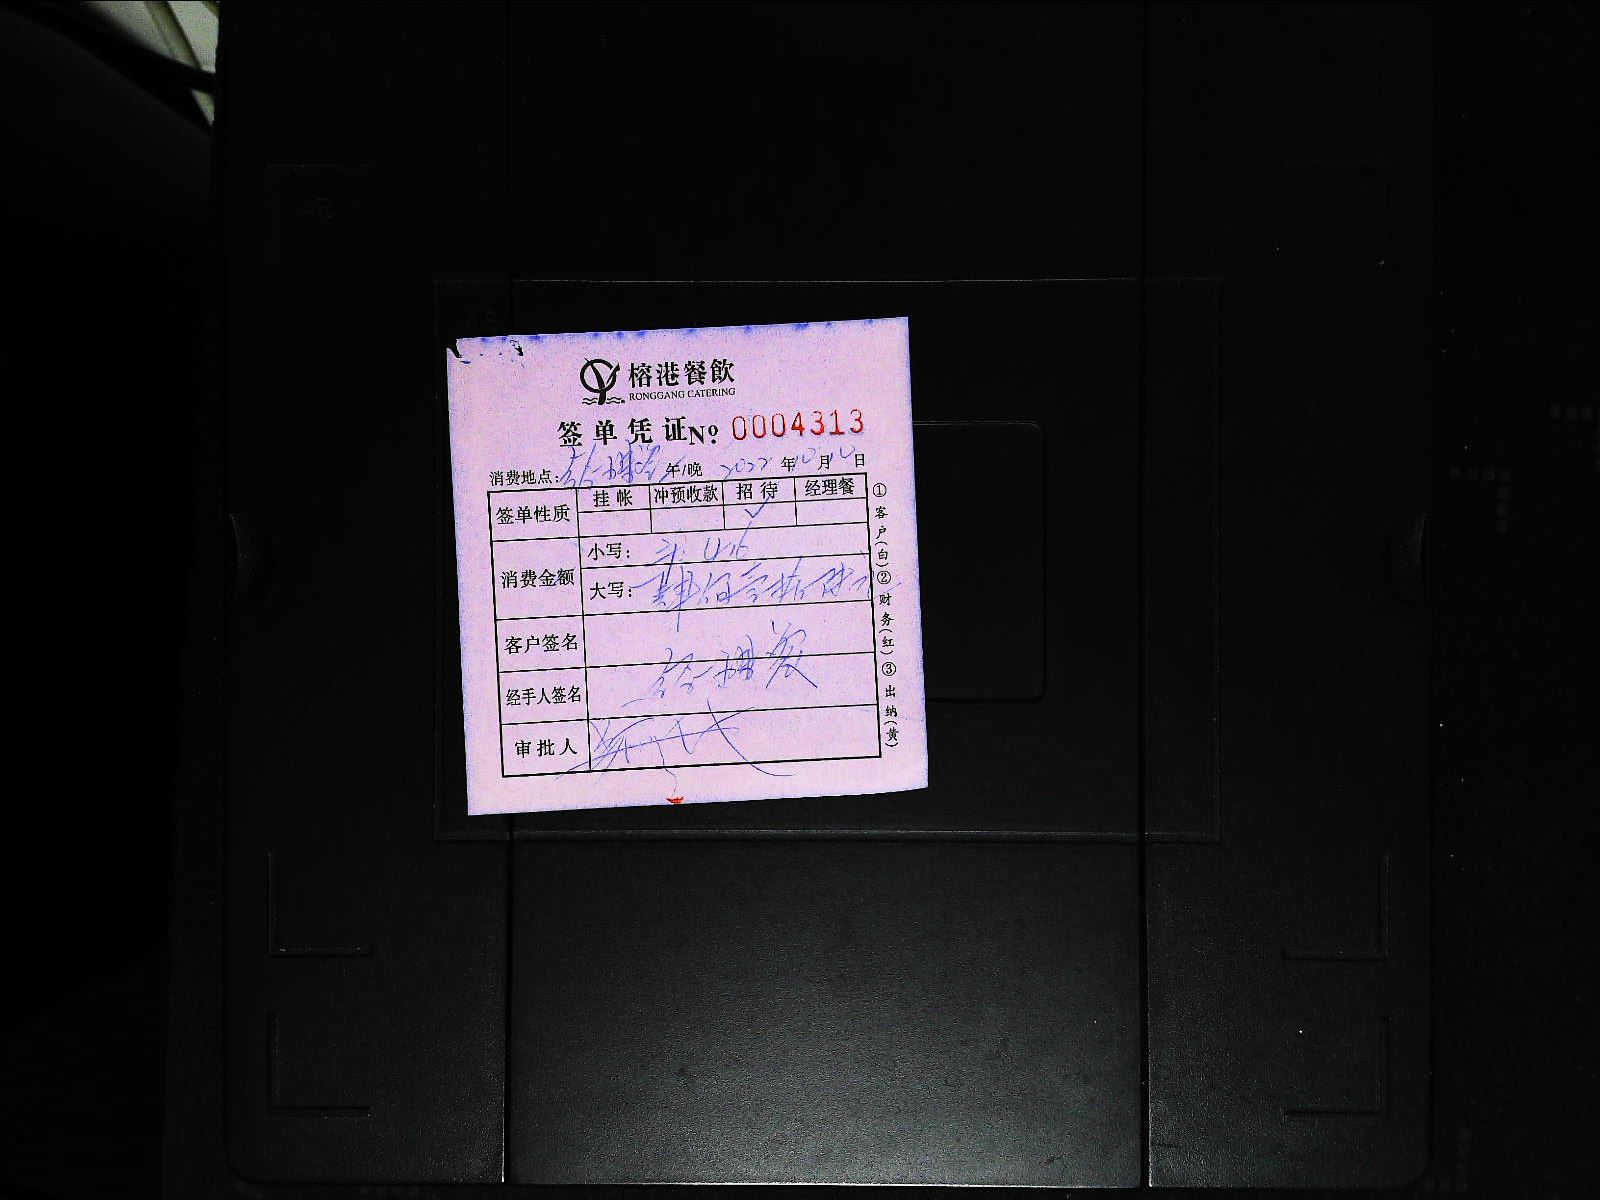 榕港餐飲
RONGGANG CATERING
签单凭证 No 0004313
消费地点: 午/晚 2022 年 10 月 10 日
签单性质 挂帐 冲预收款 招待 经理餐
✓
消费金额 小写:
大写:
客户签名
经手人签名
审批人
①客户(白)②财务(红)③出纳(黄)